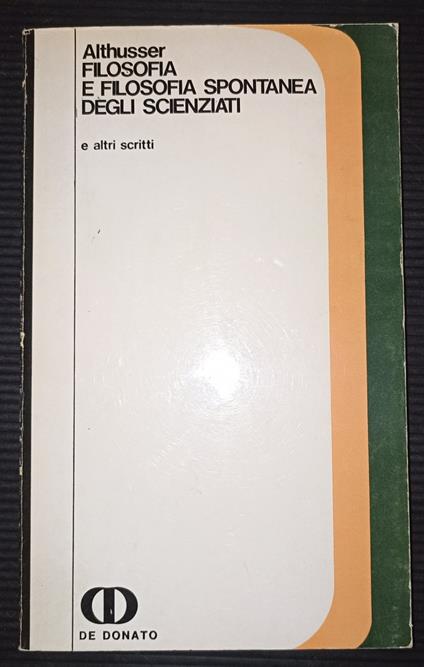 Althusser
FILOSOFIA
E FILOSOFIA SPONTANEA
DEGLI SCIENZIATI
e altri scritti
DE DONATO